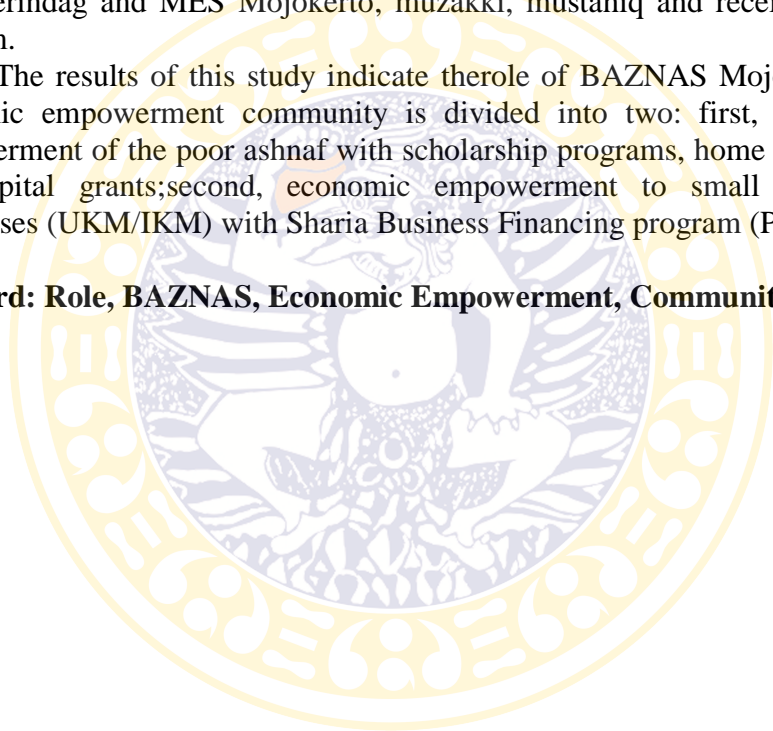 erindag and MES Mojokerto, muzakki, mustahiq and rece
The results of this study indicate therole of BAZNAS Moj
ic empowerment community is divided into two: first,
erment of the poor ashnaf with scholarship programs, home
pital grants;second, economic empowerment to small
ses (UKM/IKM) with Sharia Business Financing program (P
rd: Role, BAZNAS, Economic Empowerment, Communit